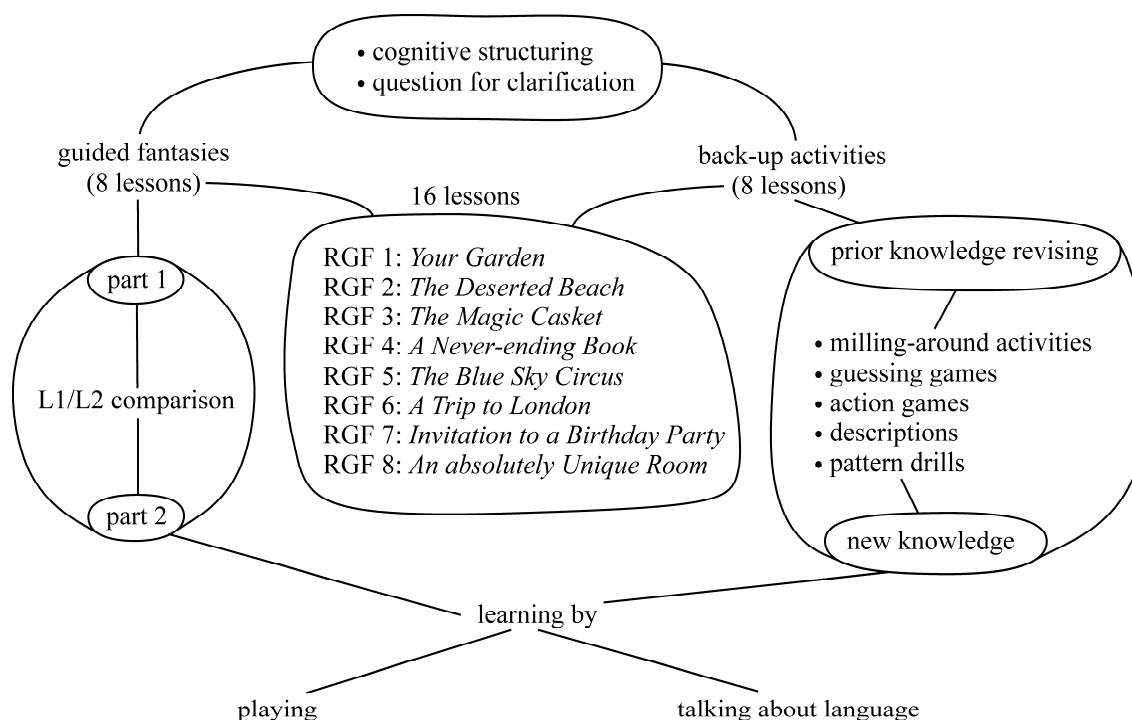 • cognitive structuring
• question for clarification
guided fantasies
(8 lessons)
back-up activities
(8 lessons)
16 lessons
part 1
L1/L2 comparison
part 2
RGF 1: Your Garden
RGF 2: The Deserted Beach
RGF 3: The Magic Casket
RGF 4: A Never-ending Book
RGF 5: The Blue Sky Circus
RGF 6: A Trip to London
RGF 7: Invitation to a Birthday Party
RGF 8: An absolutely Unique Room
prior knowledge revising
• milling-around activities
• guessing games
• action games
• descriptions
• pattern drills
new knowledge
learning by
playing
talking about language